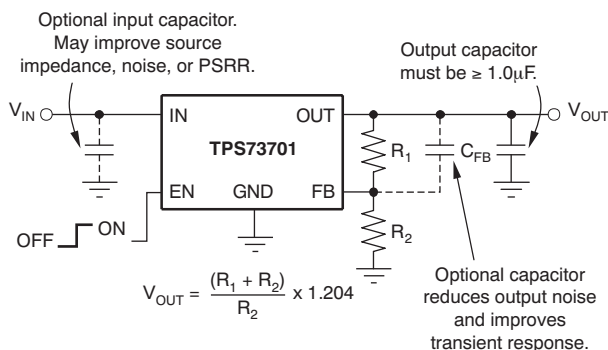 Optional input capacitor.
May improve source
impedance, noise, or PSRR.
Output capacitor
must be ≥ 1.0μF.
V_IN
IN
OUT
V_OUT
TPS73701
R_1
C_FB
EN
GND
FB
OFF
ON
R_2
V_OUT = (R_1 + R_2) / R_2 x 1.204
Optional capacitor
reduces output noise
and improves
transient response.